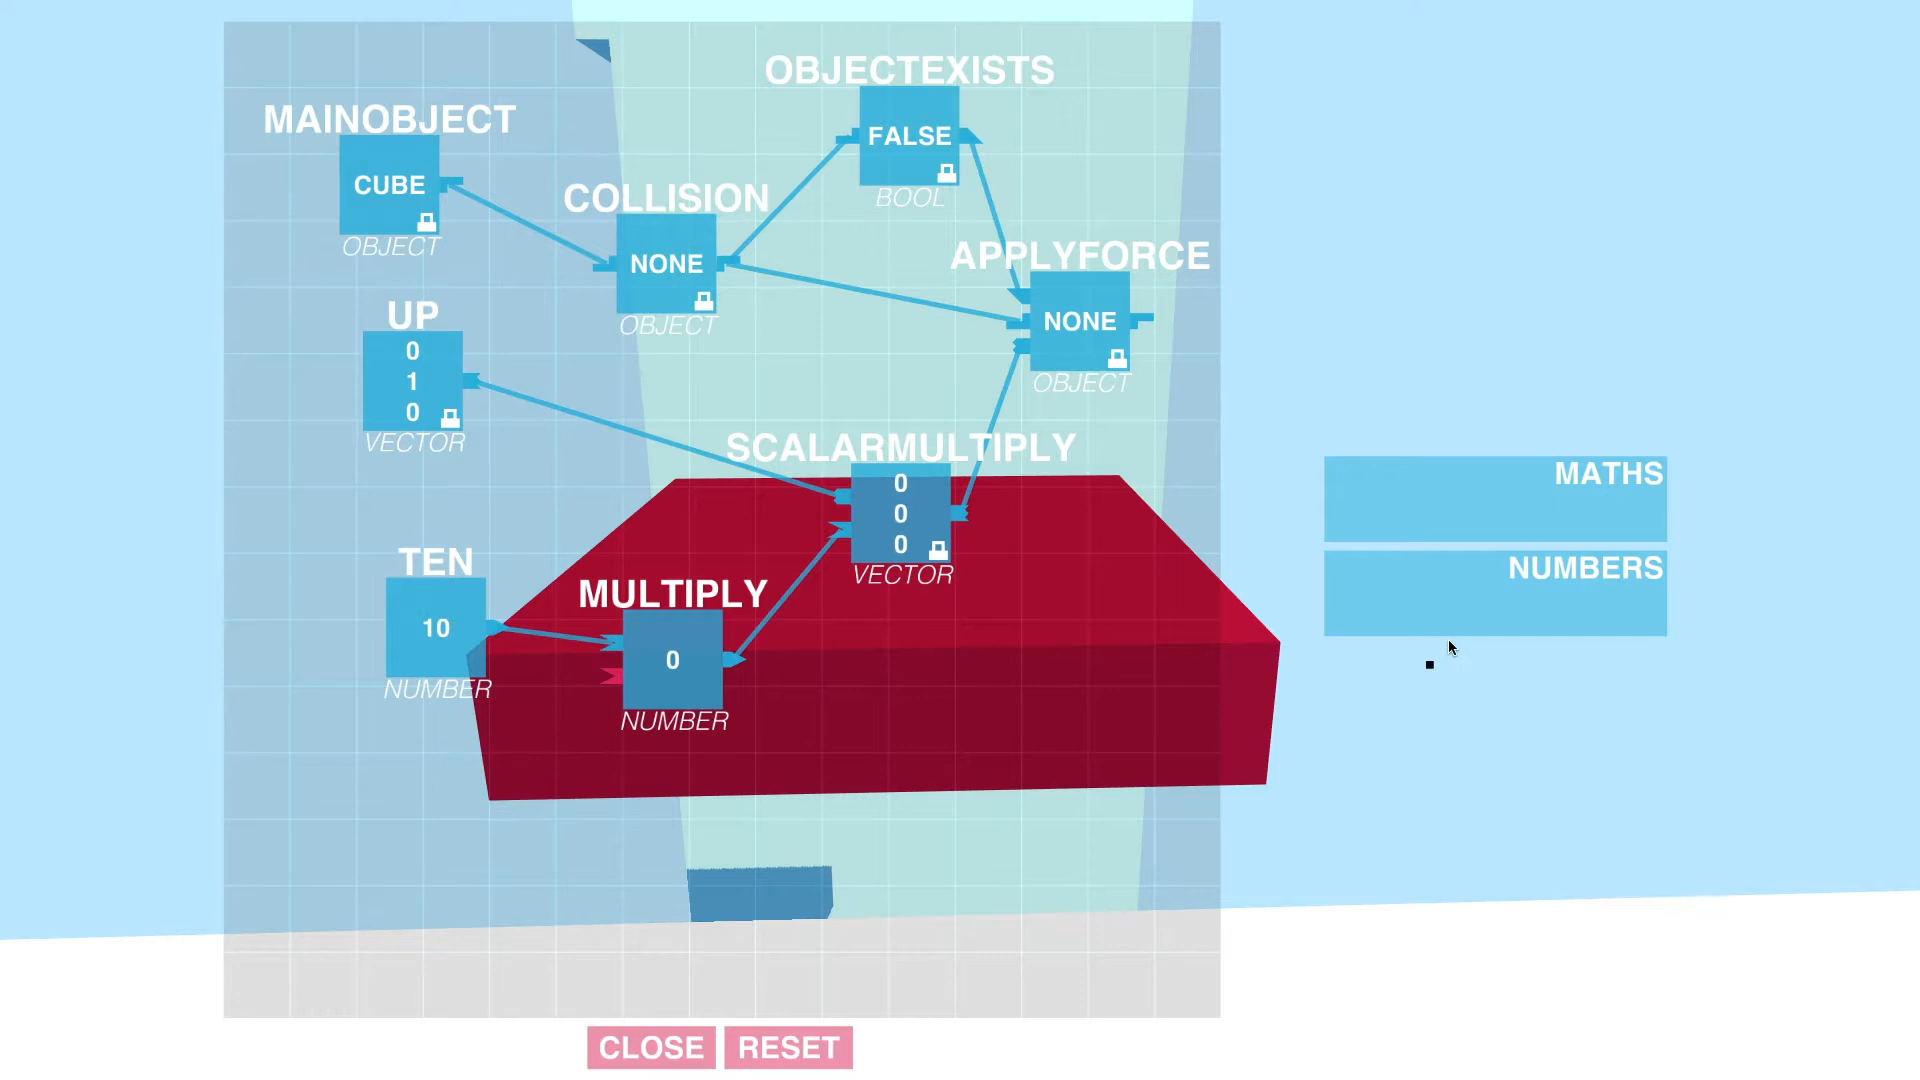 OBJECTEXISTS
FALSE
BOOL
MAINOBJECT
CUBE
OBJECT
COLLISION
NONE
OBJECT
APPLYFORCE
NONE
OBJECT
UP
0
1
0
VECTOR
SCALARMULTIPLY
0
0
0
VECTOR
TEN
10
NUMBER
MULTIPLY
0
NUMBER
MATHS
NUMBERS
CLOSE
RESET